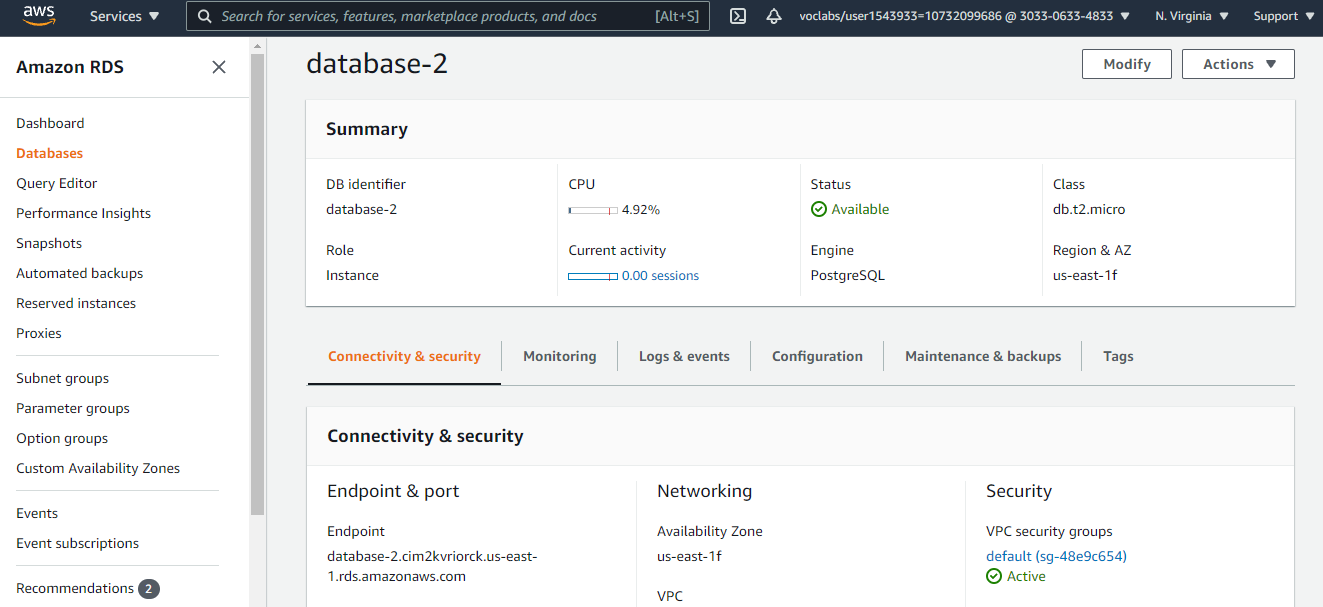 aws
Services
Search for services, features, marketplace products, and docs [Alt+S]
voclabs/user1543933=10732099686 @ 3033-0633-4833
N. Virginia
Support
Amazon RDS
Dashboard
Databases
Query Editor
Performance Insights
Snapshots
Automated backups
Reserved instances
Proxies
Subnet groups
Parameter groups
Option groups
Custom Availability Zones
Events
Event subscriptions
Recommendations 2
database-2
Modify
Actions
Summary
DB identifier
database-2
CPU
4.92%
Status
Available
Class
db.t2.micro
Role
Instance
Current activity
0.00 sessions
Engine
PostgreSQL
Region & AZ
us-east-1f
Connectivity & security
Monitoring
Logs & events
Configuration
Maintenance & backups
Tags
Connectivity & security
Endpoint & port
Endpoint
database-2.cim2kvriorck.us-east-
1.rds.amazonaws.com
Networking
Availability Zone
us-east-1f
VPC
Security
VPC security groups
default (sg-48e9c654)
Active